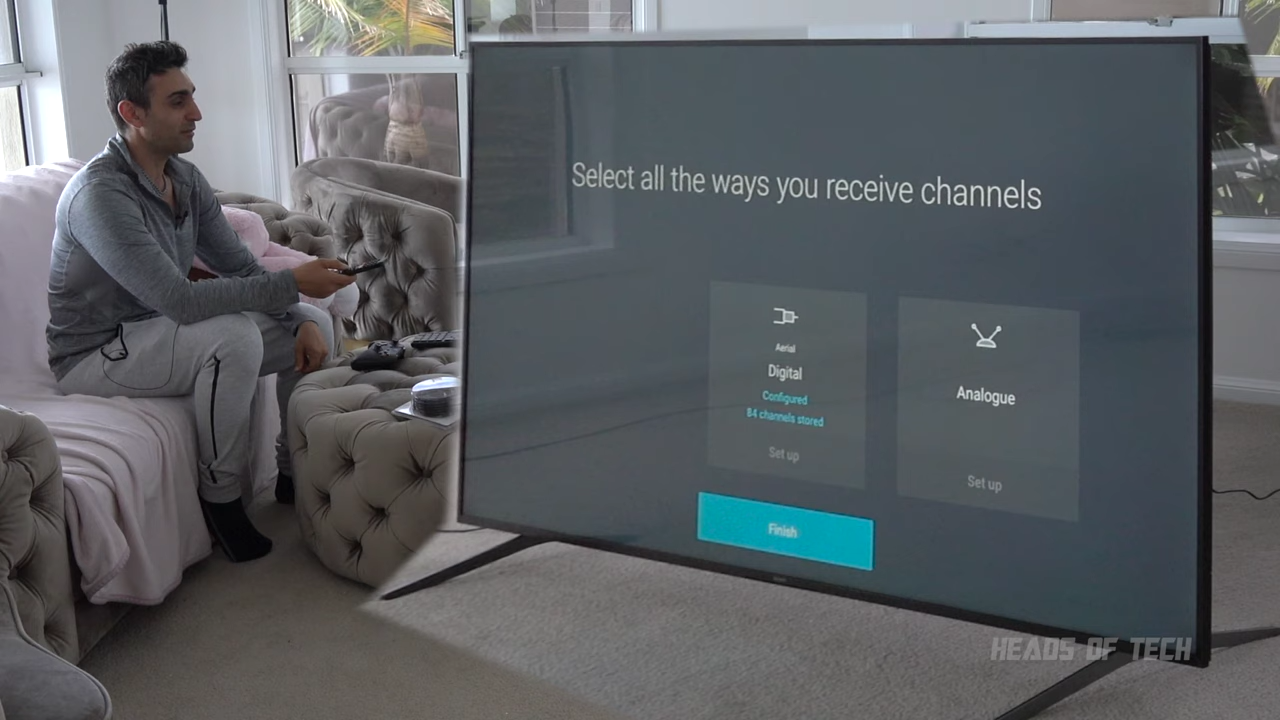 Select all the ways you receive channels
Aerial
Digital
Configured
84 channels stored
Set up
Analogue
Set up
Finish
HEADS OF TECH